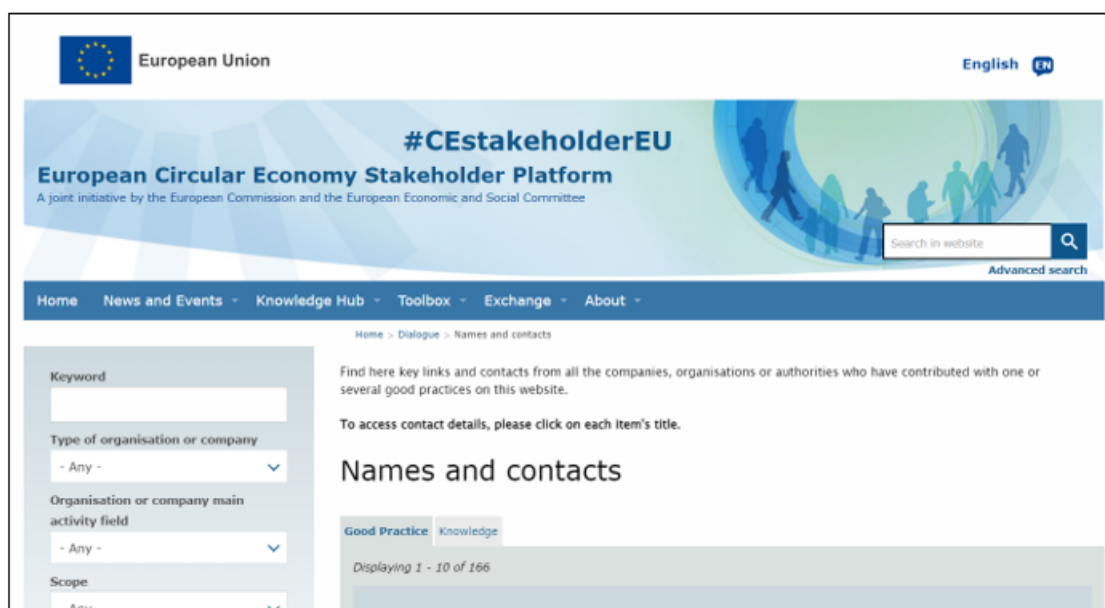 European Union
English EN
#CEstakeholderEU
European Circular Economy Stakeholder Platform
A joint initiative by the European Commission and the European Economic and Social Committee
Search in website
Advanced search
Home News and Events Knowledge Hub Toolbox Exchange About
Home > Dialogue > Names and contacts
Keyword
Type of organisation or company
- Any -
Organisation or company main
activity field
- Any -
Scope
- Any -
Find here key links and contacts from all the companies, organisations or authorities who have contributed with one or
several good practices on this website.
To access contact details, please click on each item's title.
Names and contacts
Good Practice Knowledge
Displaying 1 - 10 of 166